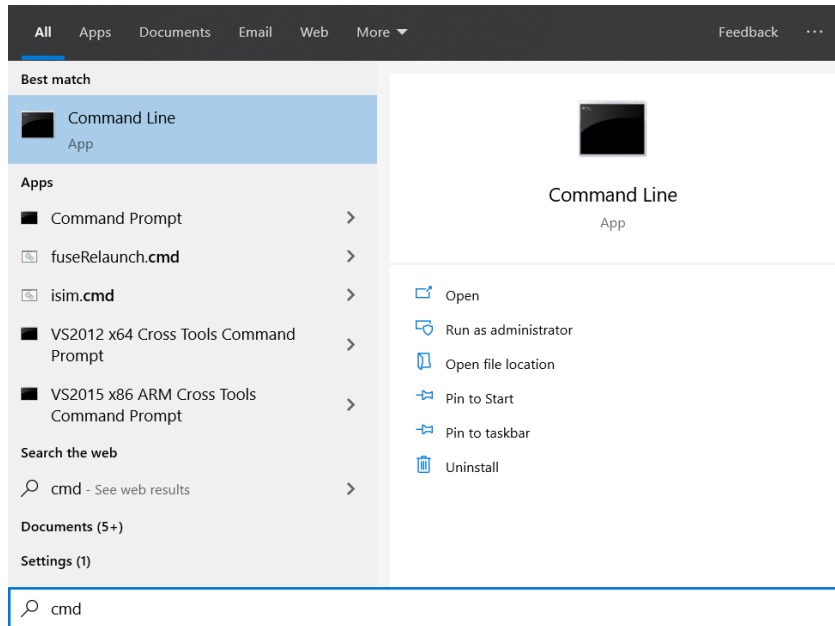 All Apps Documents Email Web More Feedback ...
Best match
Command Line
App
Apps
Command Prompt
fuseRelaunch.cmd
isim.cmd
VS2012 x64 Cross Tools Command
Prompt
VS2015 x86 ARM Cross Tools
Command Prompt
Search the web
cmd - See web results
Documents (5+)
Settings (1)
cmd
Command Line
App
Open
Run as administrator
Open file location
Pin to Start
Pin to taskbar
Uninstall